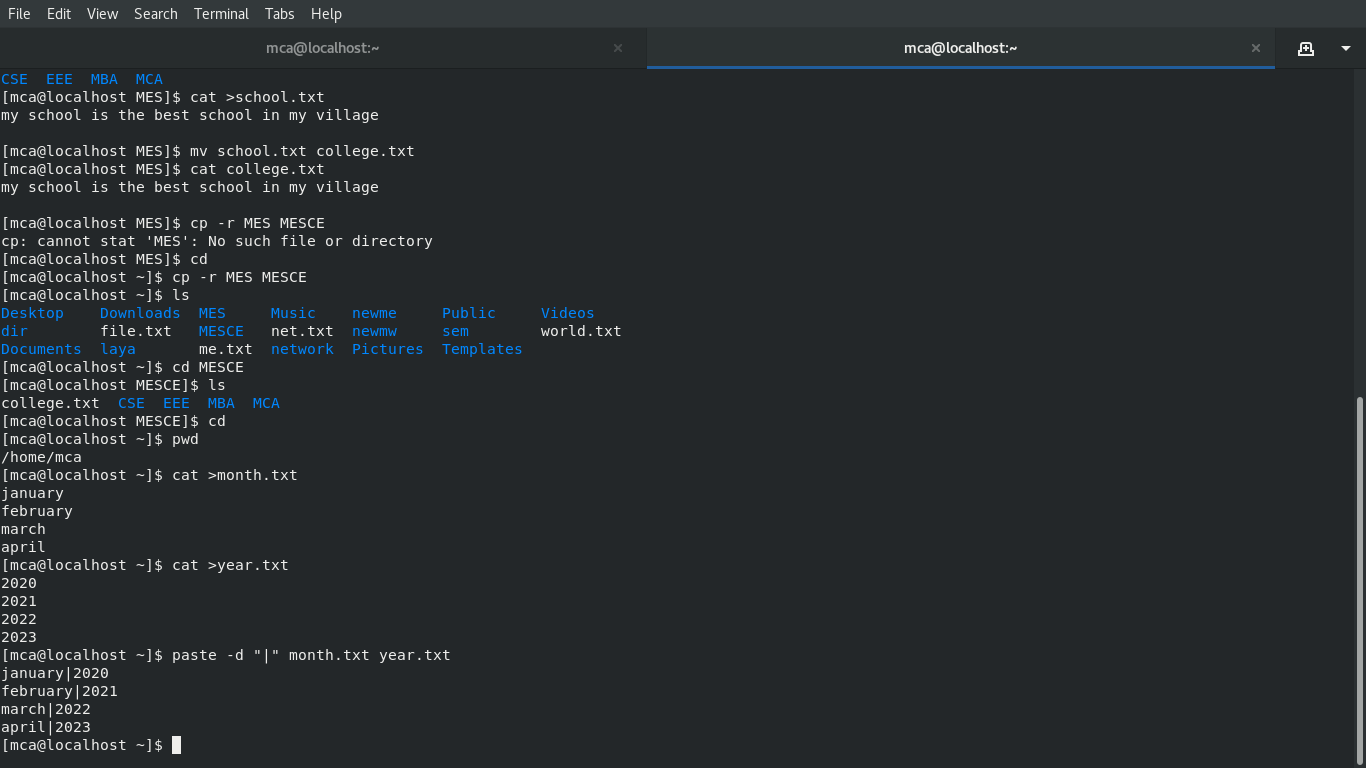 File Edit View Search Terminal Tabs Help
mca@localhost:~ × mca@localhost:~ ×
CSE  EEE  MBA  MCA
[mca@localhost MES]$ cat >school.txt
my school is the best school in my village

[mca@localhost MES]$ mv school.txt college.txt
[mca@localhost MES]$ cat college.txt
my school is the best school in my village

[mca@localhost MES]$ cp -r MES MESCE
cp: cannot stat 'MES': No such file or directory
[mca@localhost MES]$ cd
[mca@localhost ~]$ cp -r MES MESCE
[mca@localhost ~]$ ls
Desktop    Downloads  MES     Music    newme     Public     Videos
dir        file.txt   MESCE   net.txt  newmw     sem        world.txt
Documents  laya       me.txt  network  Pictures  Templates
[mca@localhost ~]$ cd MESCE
[mca@localhost MESCE]$ ls
college.txt  CSE  EEE  MBA  MCA
[mca@localhost MESCE]$ cd
[mca@localhost ~]$ pwd
/home/mca
[mca@localhost ~]$ cat >month.txt
january
february
march
april
[mca@localhost ~]$ cat >year.txt
2020
2021
2022
2023
[mca@localhost ~]$ paste -d "|" month.txt year.txt
january|2020
february|2021
march|2022
april|2023
[mca@localhost ~]$